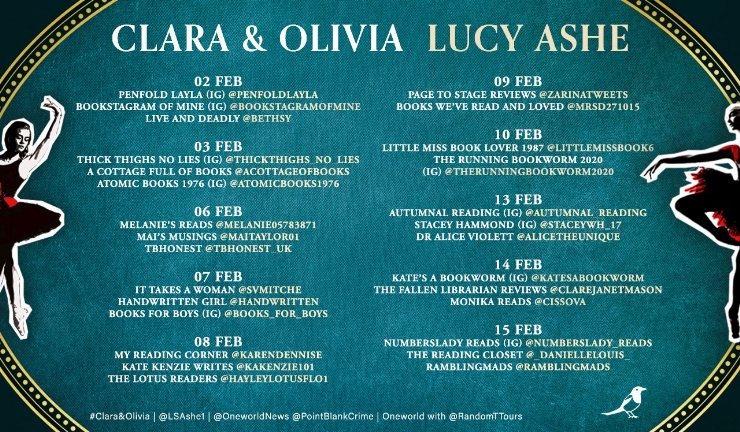 CLARA & OLIVIA LUCY ASHE
02 FEB
PENFOLD LAYLA (IG) @PENFOLDLAYLA
BOOKSTAGRAM OF MINE (IG) @BOOKSTAGRAMOFMINE
LIVE AND DEADLY @BETHSY
03 FEB
THICK THIGHS NO LIES (IG) @THICKTHIGHS_NO_LIES
A COTTAGE FULL OF BOOKS @ACOTTAGEOFBOOKS
ATOMIC BOOKS 1976 (IG) @ATOMICBOOKS1976
06 FEB
MELANIE'S READS @MELANIE05783871
MAI'S MUSINGS @MAITAYLOR01
TBHONEST @TBHONEST_UK
07 FEB
IT TAKES A WOMAN @SVMITCHE
HANDWRITTEN GIRL @HANDWRITTEN
BOOKS FOR BOYS (IG) @BOOKS_FOR_BOYS
08 FEB
MY READING CORNER @KARENDENNISE
KATE KENZIE WRITES @KAKENZIE101
THE LOTUS READERS @HAYLEYLOTUSFLO1
09 FEB
PAGE TO STAGE REVIEWS @ZARINATWEETS
BOOKS WE'VE READ AND LOVED @MRSD271015
10 FEB
LITTLE MISS BOOK LOVER 1987 @LITTLEMISSBOOK6
THE RUNNING BOOKWORM 2020
(IG) @THERUNNINGBOOKWORM2020
13 FEB
AUTUMNAL READING (IG) @AUTUMNAL_READING
STACEY HAMMOND (IG) @STACEYWH_17
DR ALICE VIOLETT @ALICETHEUNIQUE
14 FEB
KATE'S A BOOKWORM (IG) @KATESABOOKWORM
THE FALLEN LIBRARIAN REVIEWS @CLAREJANETMASON
MONIKA READS @CISSOVA
15 FEB
NUMBERSLADY READS (IG) @NUMBERSLADY_READS
THE READING CLOSET @_DANIELLELOUIS_
RAMBLINGMADS @RAMBLINGMADS
#Clara&Olivia | @LSAshe1 | @OneworldNews @PointBlankCrime | Oneworld with @RandomTTours